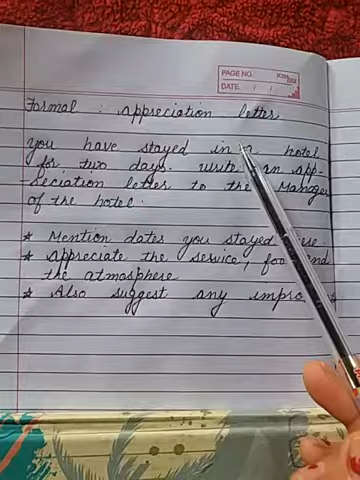 PAGE NO.
DATE: / /
Formal : appreciation letter
you have stayed in a hotel
for two days. write an app-
seciation letter to the Manager
of the hotel.
* Mention dates you stayed
* appreciate the service, food and
the atmosphere
* Also suggest any